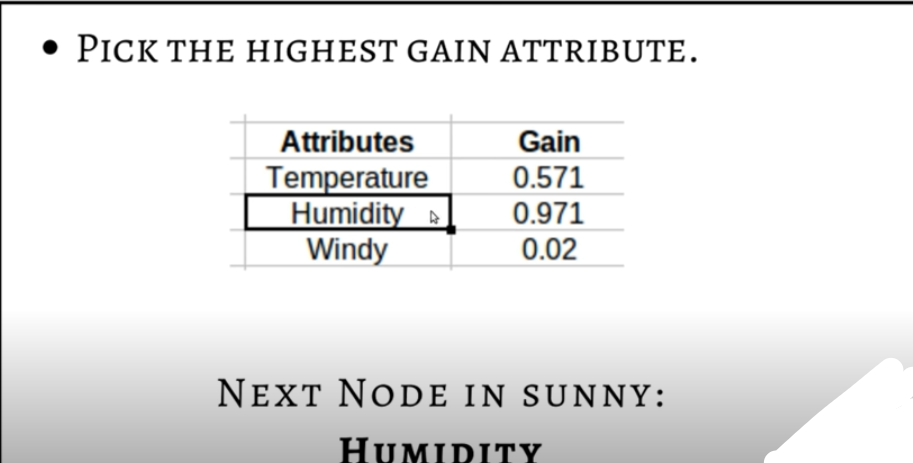 • Pick the highest gain attribute.
Attributes Gain
Temperature 0.571
Humidity 0.971
Windy 0.02
Next Node in sunny:
Humidity